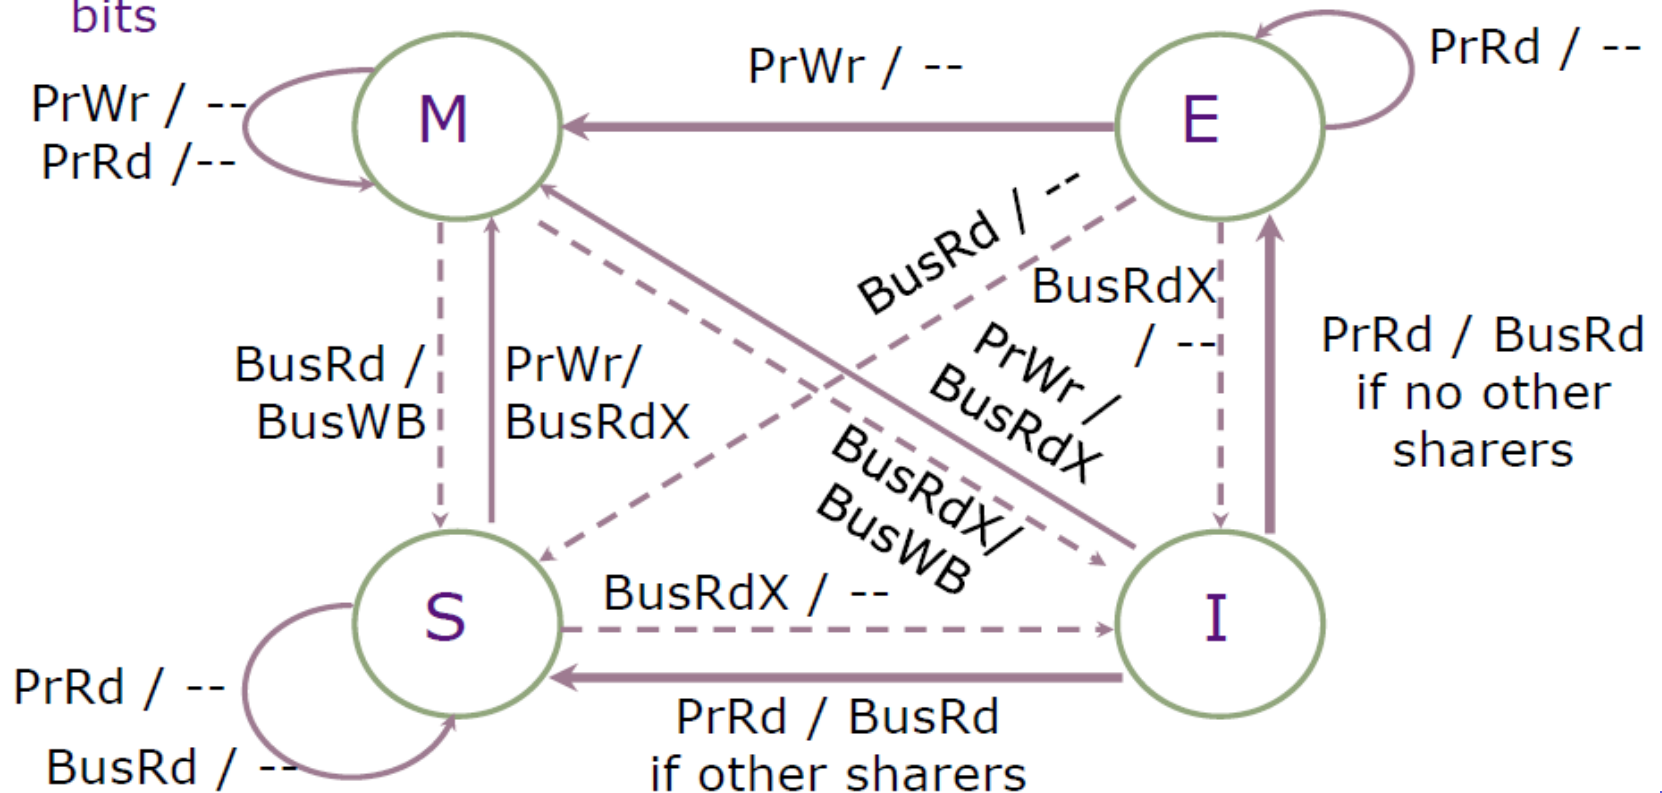 bits
PrWr / --
PrRd /--
M
PrWr / --
E
PrRd / --
BusRd / --
BusRdX
/ --
BusRd /
BusWB
PrWr/
BusRdX
PrWr /
BusRdX
BusRdX/
BusWB
PrRd / BusRd
if no other
sharers
S
BusRdX / --
I
PrRd / --
BusRd / --
PrRd / BusRd
if other sharers